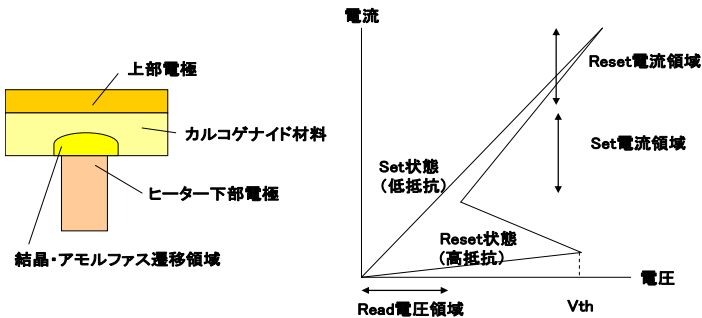 上部電極
カルコゲナイド材料
ヒーター下部電極
結晶・アモルファス遷移領域
電流
Reset電流領域
Set電流領域
Set状態
（低抵抗）
Reset状態
（高抵抗）
電圧
Read電圧領域
Vth